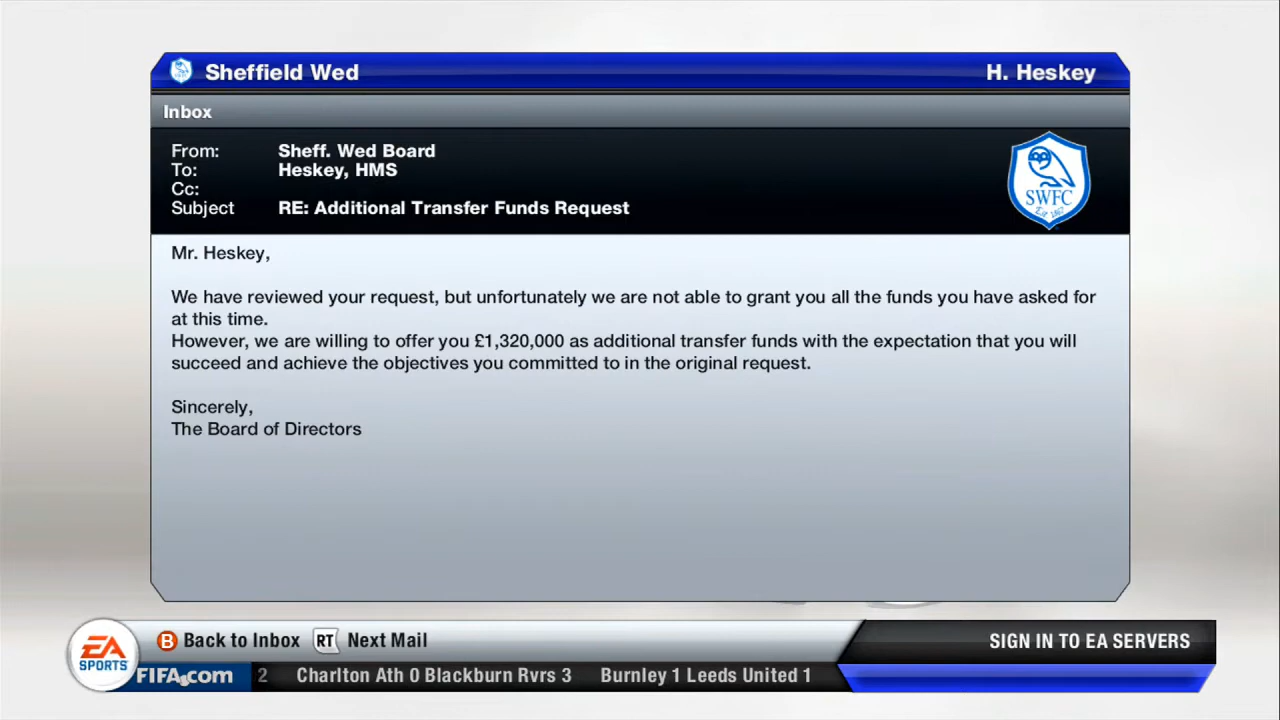 Sheffield Wed
H. Heskey
Inbox
From: Sheff. Wed Board
To: Heskey, HMS
Cc:
Subject RE: Additional Transfer Funds Request
SWFC
Mr. Heskey,
We have reviewed your request, but unfortunately we are not able to grant you all the funds you have asked for
at this time.
However, we are willing to offer you £1,320,000 as additional transfer funds with the expectation that you will
succeed and achieve the objectives you committed to in the original request.
Sincerely,
The Board of Directors
B Back to Inbox RT Next Mail
SIGN IN TO EA SERVERS
EA SPORTS
FIFA.com 2 Charlton Ath 0 Blackburn Rvrs 3 Burnley 1 Leeds United 1